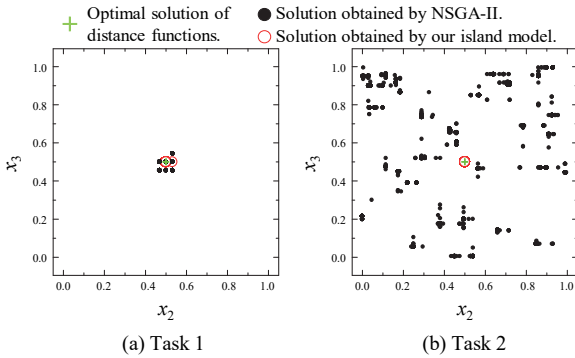 Optimal solution of
distance functions.
Solution obtained by NSGA-II.
Solution obtained by our island model.
1.0
0.8
0.6
0.4
0.2
0.0
x3
0.0 0.2 0.4 0.6 0.8 1.0
x2
(a) Task 1
1.0
0.8
0.6
0.4
0.2
0.0
x3
0.0 0.2 0.4 0.6 0.8 1.0
x2
(b) Task 2